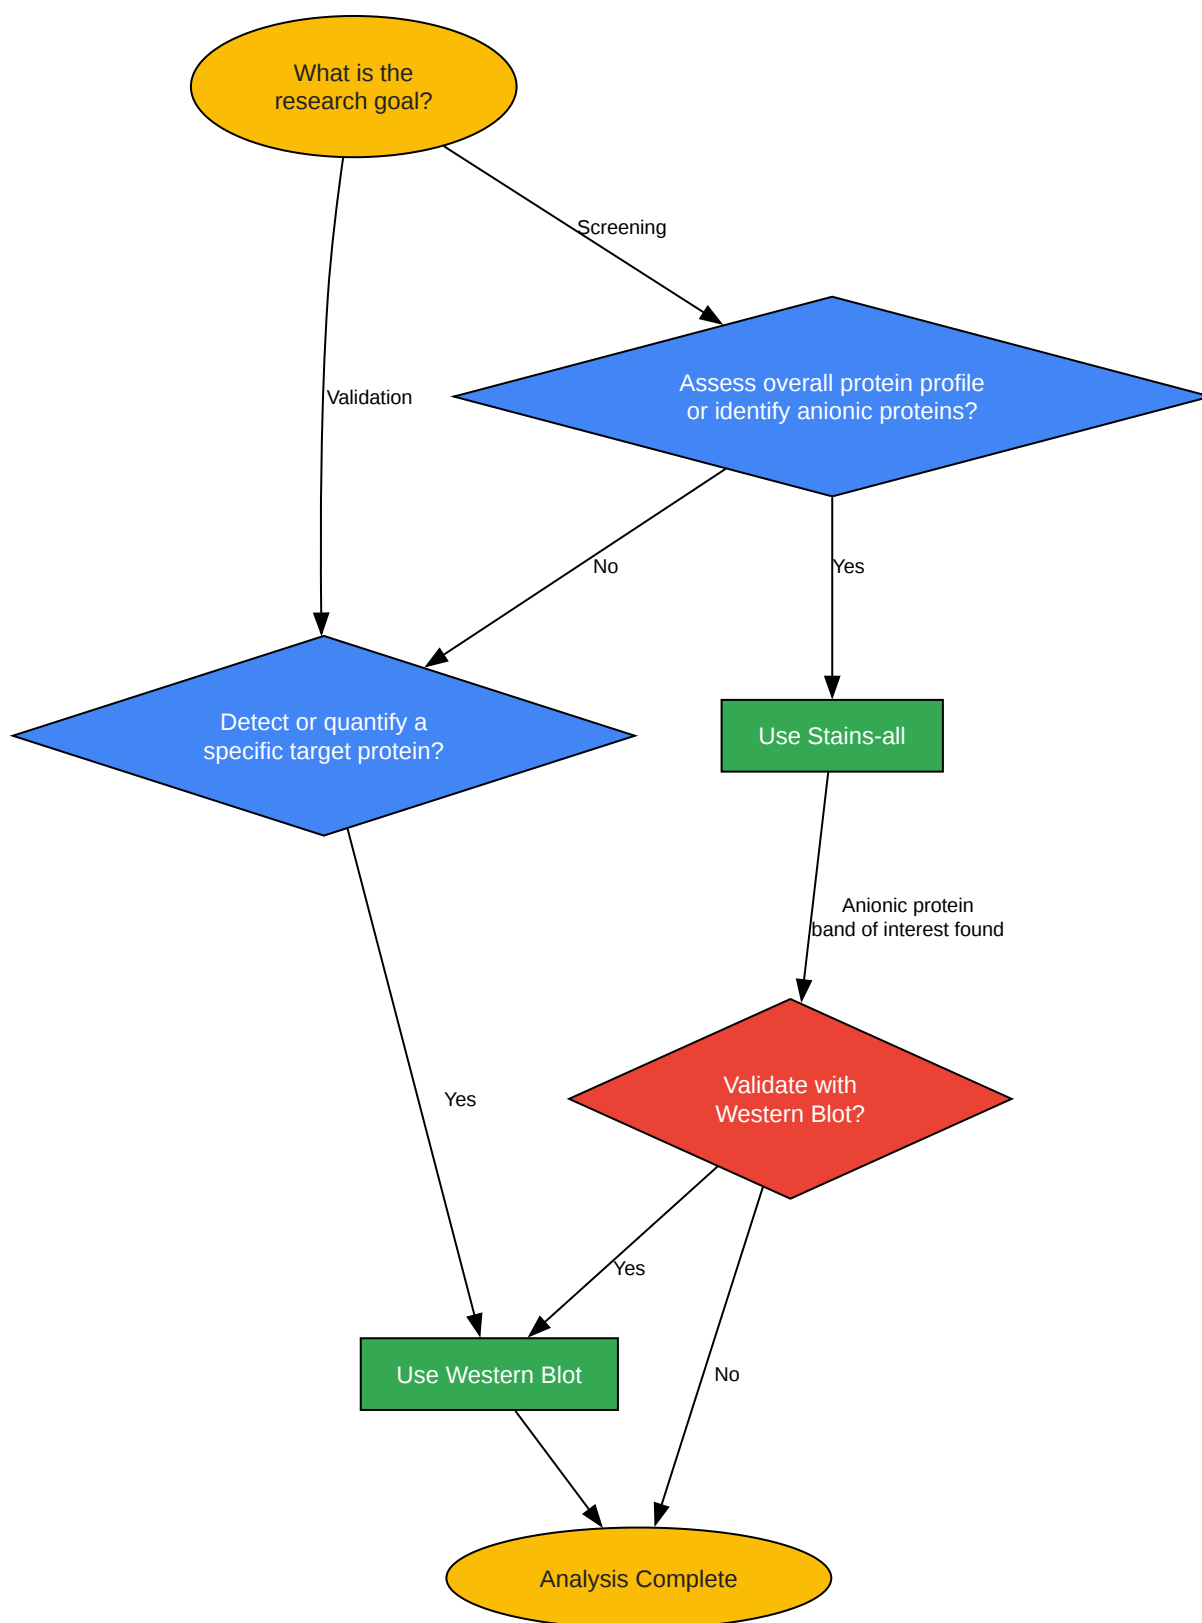 What is the
research goal?
Screening
Validation
Assess overall protein profile
or identify anionic proteins?
No
Yes
Detect or quantify a
specific target protein?
Use Stains-all
Anionic protein
band of interest found
Validate with
Western Blot?
Yes
Yes
Use Western Blot
No
Analysis Complete